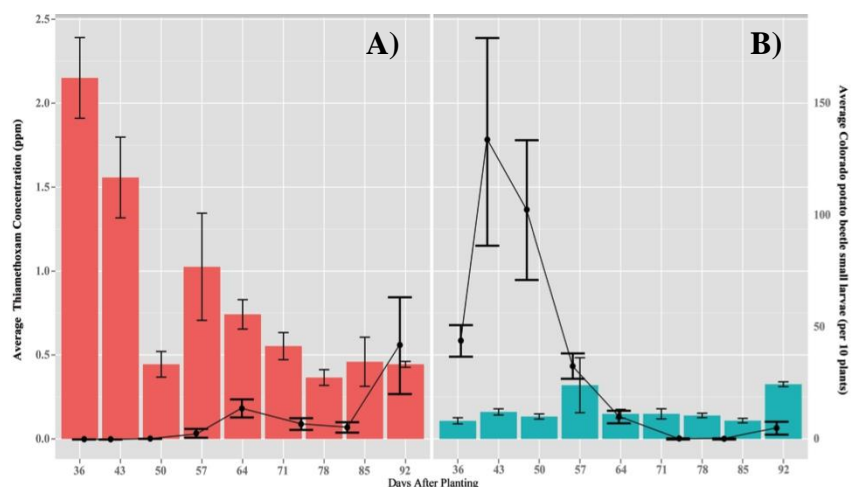 A)
B)
2.5
2.0
1.5
1.0
0.5
0.0
Average Thiamethoxam Concentration (ppm)
150
100
50
0
Average Colorado potato beetle small larvae (per 10 plants)
36 43 50 57 64 71 78 85 92 36 43 50 57 64 71 78 85 92
Days After Planting